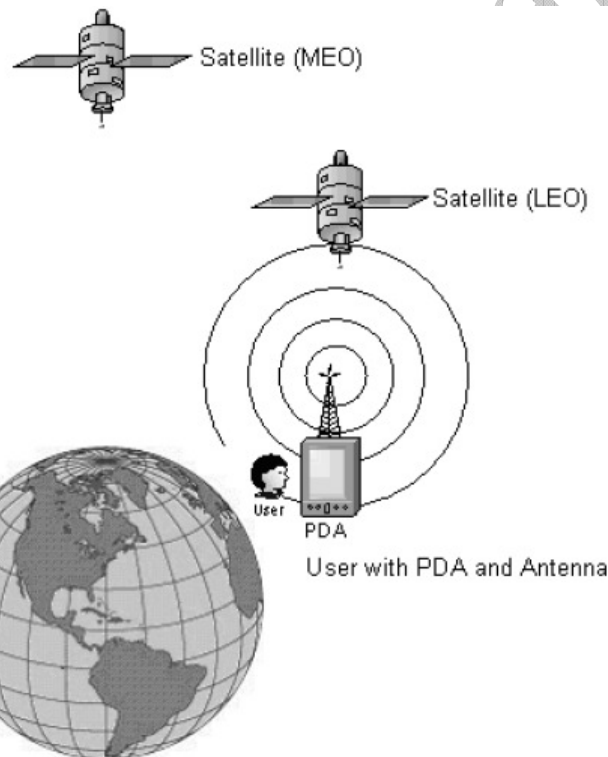 Satellite (MEO)
Satellite (LEO)
User
PDA
User with PDA and Antenna